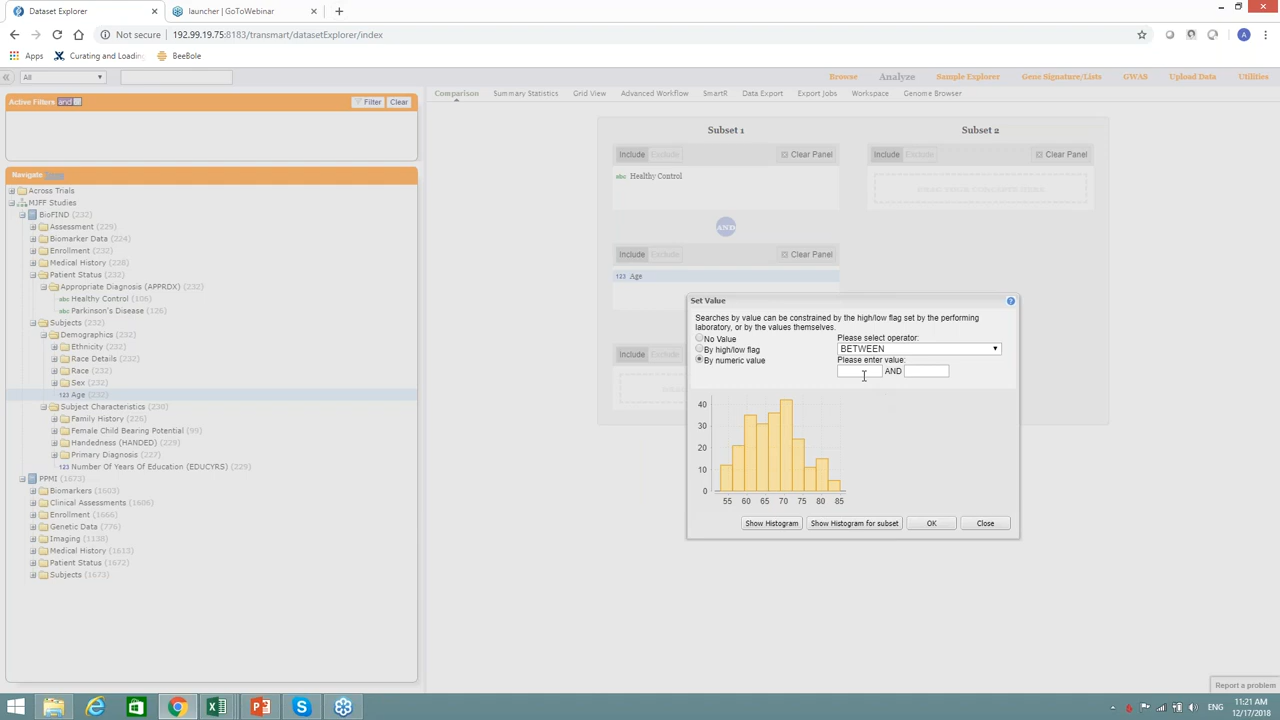 Dataset Explorer
launcher | GoToWebinar
Not secure | 192.99.19.75:8183/transmart/datasetExplorer/index
A
Apps
Curating and Loading
BeeBole
All
Browse
Analyze
Sample Explorer
Gene Signature/Lists
GWAS
Upload Data
Utilities
Active Filters
and
Filter
Clear
Comparison
Summary Statistics
Grid View
Advanced Workflow
SmartR
Data Export
Export Jobs
Workspace
Genome Browser
Navigate
Across Trials
MJFF Studies
BioFIND (232)
Assessment (229)
Biomarker Data (224)
Enrollment (232)
Medical History (228)
Patient Status (232)
Appropriate Diagnosis (APPRDX) (232)
abc Healthy Control (106)
abc Parkinson's Disease (126)
Subjects (232)
Demographics (232)
Ethnicity (232)
Race Details (232)
Race (232)
Sex (232)
123 Age (232)
Subject Characteristics (230)
Family History (226)
Female Child Bearing Potential (99)
Handedness (HANDED) (229)
Primary Diagnosis (227)
123 Number Of Years Of Education (EDUCYRS) (229)
PPMI (1673)
Biomarkers (1603)
Clinical Assessments (1606)
Enrollment (1666)
Genetic Data (776)
Imaging (1138)
Medical History (1613)
Patient Status (1672)
Subjects (1673)
Subset 1
Include Exclude
Clear Panel
abc Healthy Control
AND
Include Exclude
Clear Panel
123 Age
Include
Subset 2
Include Exclude
Clear Panel
Set Value
Searches by value can be constrained by the high/low flag set by the performing
laboratory, or by the values themselves.
No Value
By high/low flag
By numeric value
Please select operator:
BETWEEN
Please enter value:
AND
40
30
20
10
0
55 60 65 70 75 80 85
Show Histogram
Show Histogram for subset
OK
Close
Report a problem
ENG
11:21 AM
12/17/2018